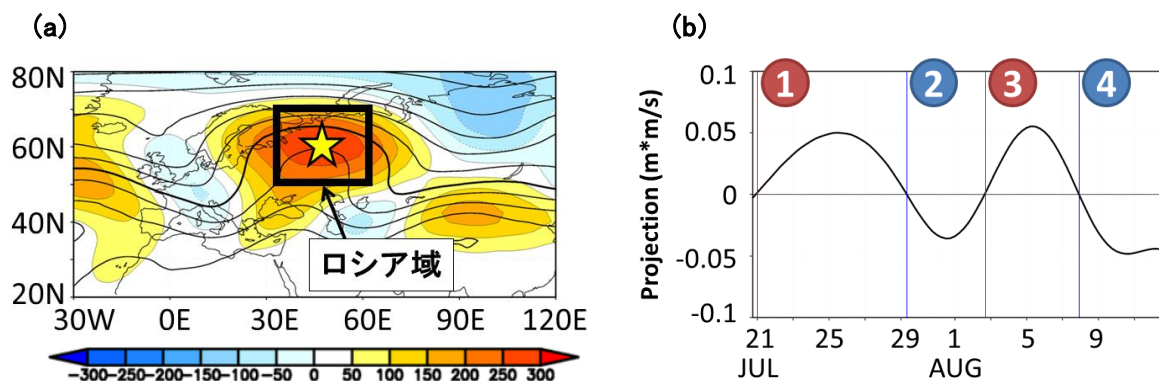 (a)
80N
60N
40N
20N
30W 0E 30E 60E 90E 120E
ロシア域
-300 -250 -200 -150 -100 -50 0 50 100 150 200 250 300
(b)
Projection (m*m/s)
0.1
0.05
0
-0.05
-0.1
1 2 3 4
21 25 29 1 5 9
JUL AUG